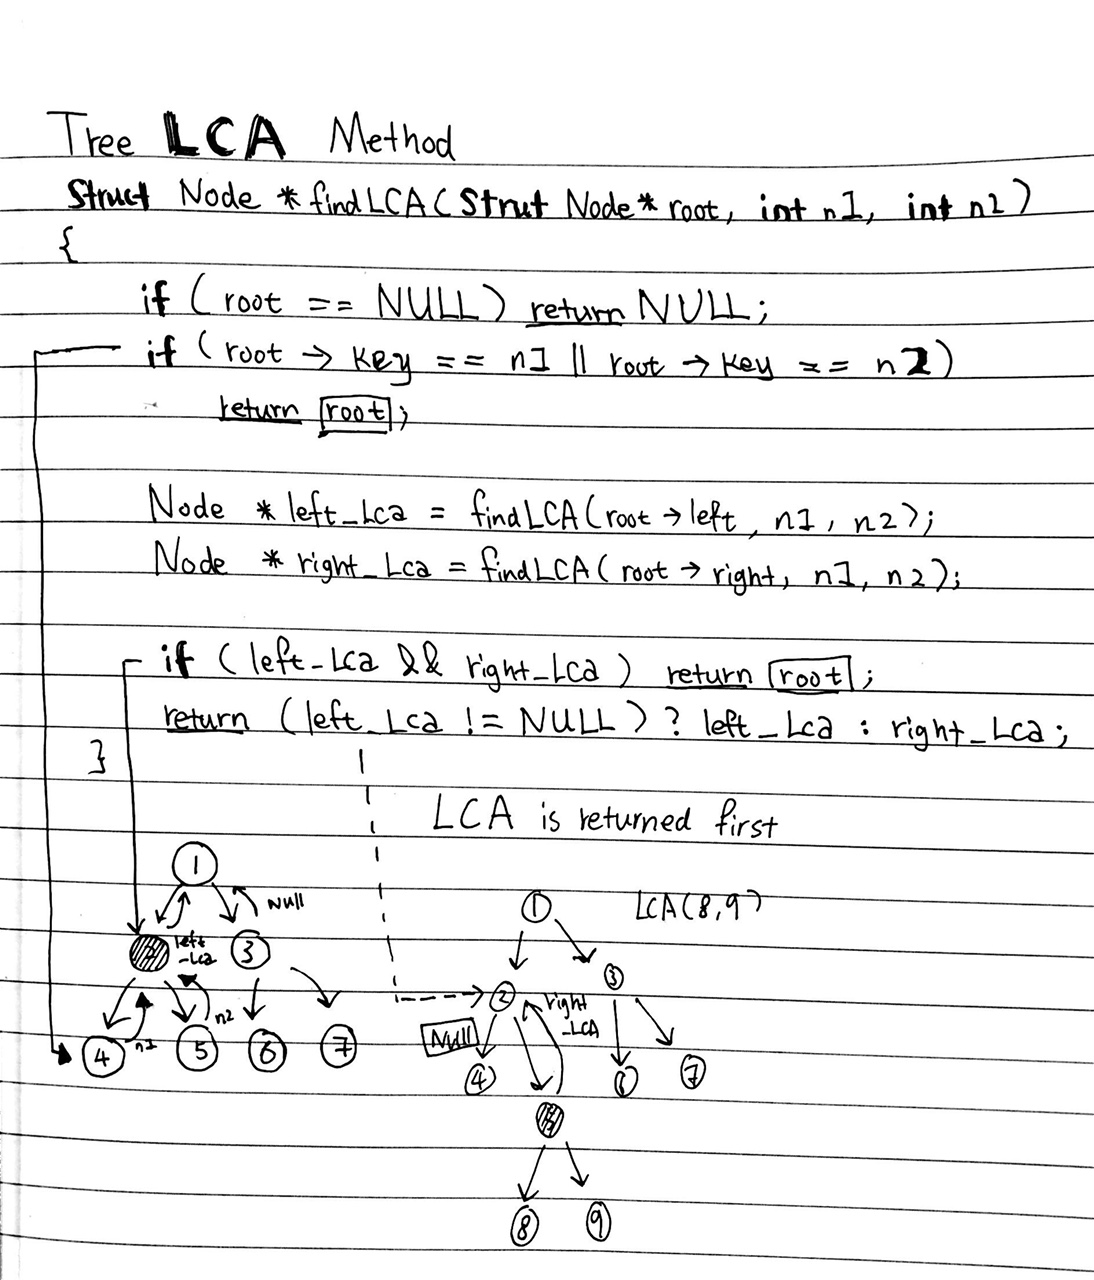 Tree LCA Method
Struct Node *findLCA(Strut Node* root, int n1, int n2)
{
if (root == NULL) return NULL;
if (root → key == n1 || root → key == n2)
return root;
Node * left_Lca = findLCA(root → left, n1, n2);
Node * right_Lca = findLCA(root → right, n1, n2);
if (left_Lca && right_Lca) return root;
return (left_Lca != NULL) ? left_Lca : right_Lca;
}
LCA is returned first
1
Null
left
_Lca
3
n1
n2
4
5
6
7
LCA(8,9)
1
2
3
right
_LCA
Null
4
6
7
8
9